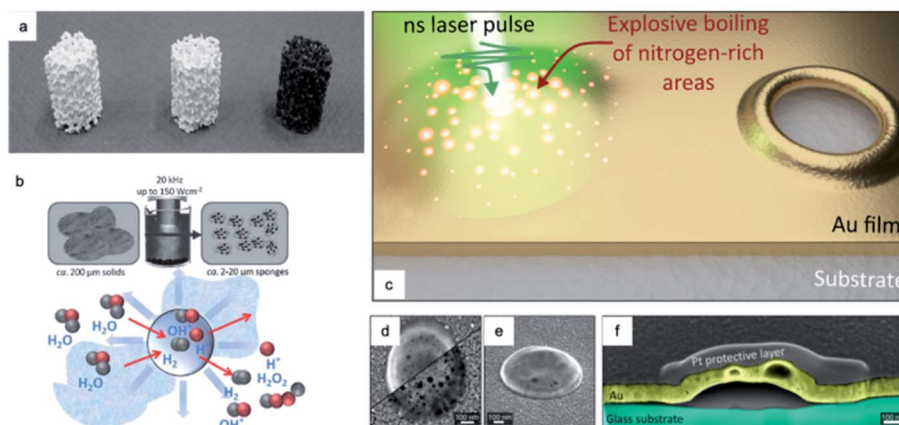 a
b
20 kHz
up to 150 Wcm⁻²
ca. 200 µm solids
ca. 2-20 µm sponges
H₂O
H₂O
H₂O
OH*
H₂
H
H*
H₂O₂
H₂
OH*
ns laser pulse
Explosive boiling
of nitrogen-rich
areas
Au film
Substrate
c
d
100 nm
e
100 nm
f
Pt protective layer
Au
Glass substrate